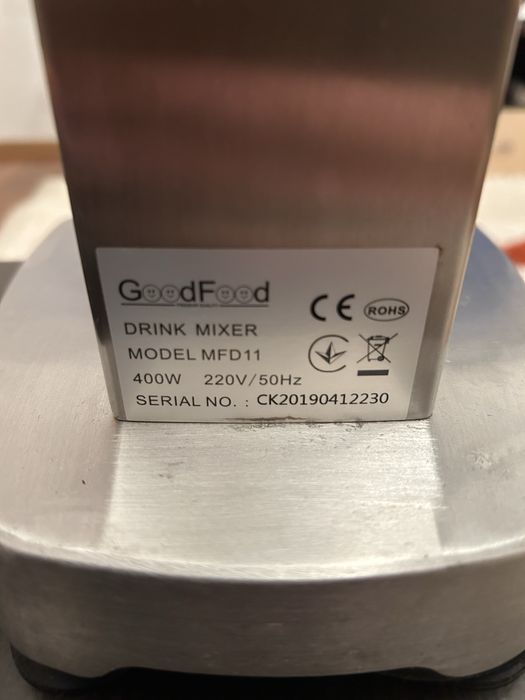 GoodFood
CE ROHS
DRINK MIXER
MODEL MFD11
400W 220V/50Hz
SERIAL NO. : CK20190412230